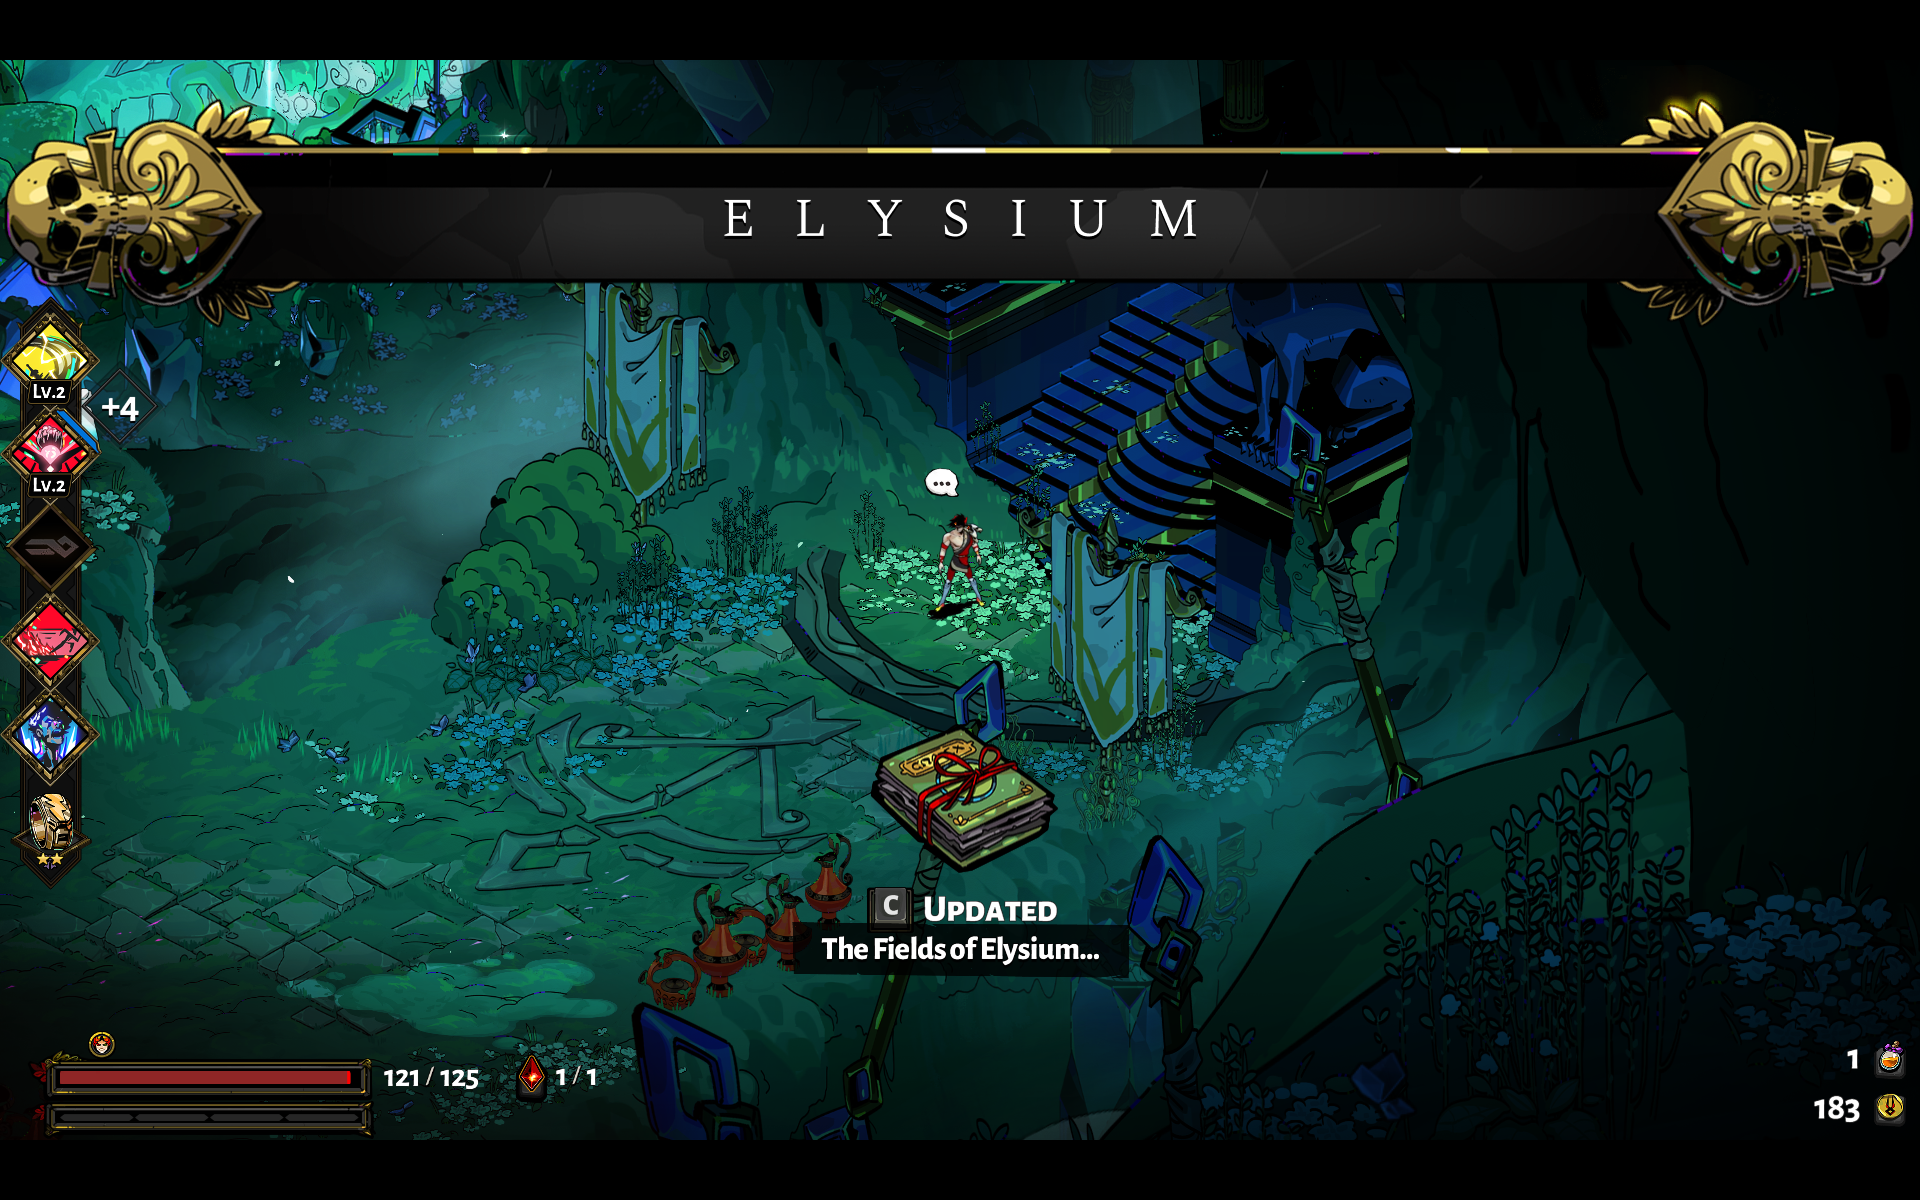 ELYSIUM
Lv.2
+4
Lv.2
C UPDATED
The Fields of Elysium...
121 / 125
1 / 1
1
183